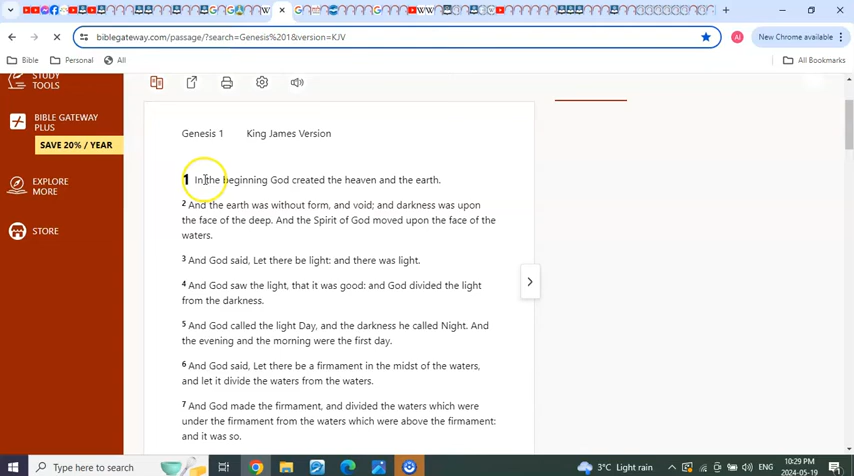 biblegateway.com/passage/?search=Genesis%201&version=KJV
New Chrome available
Bible
Personal
All
All Bookmarks
STUDY
TOOLS
BIBLE GATEWAY
PLUS
SAVE 20% / YEAR
EXPLORE
MORE
STORE
Genesis 1 King James Version
1 In the beginning God created the heaven and the earth.
2 And the earth was without form, and void; and darkness was upon
the face of the deep. And the Spirit of God moved upon the face of the
waters.
3 And God said, Let there be light: and there was light.
4 And God saw the light, that it was good: and God divided the light
from the darkness.
5 And God called the light Day, and the darkness he called Night. And
the evening and the morning were the first day.
6 And God said, Let there be a firmament in the midst of the waters,
and let it divide the waters from the waters.
7 And God made the firmament, and divided the waters which were
under the firmament from the waters which were above the firmament:
and it was so.
Type here to search
3°C Light rain
ENG
10:29 PM
2024-05-19